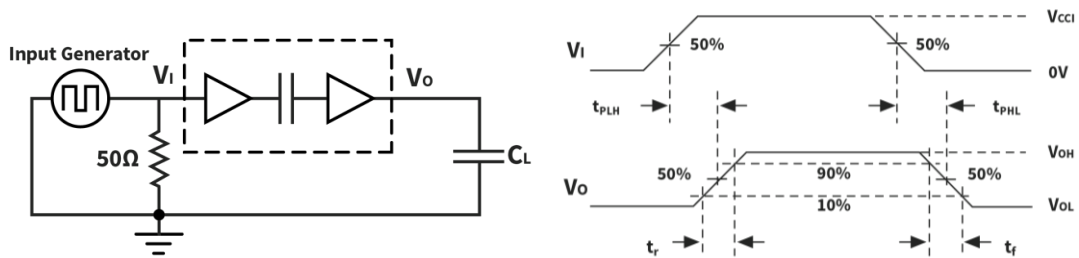 Input Generator
VI
VO
50Ω
CL
VI
50%
50%
VCCI
0V
tPLH
tPHL
VO
50%
90%
50%
10%
VOH
VOL
tr
tf